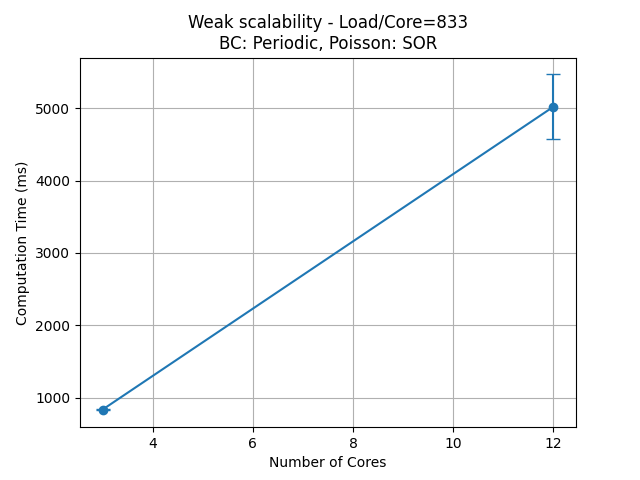 Weak scalability - Load/Core=833
BC: Periodic, Poisson: SOR
Computation Time (ms)
5000
4000
3000
2000
1000
4 6 8 10 12
Number of Cores